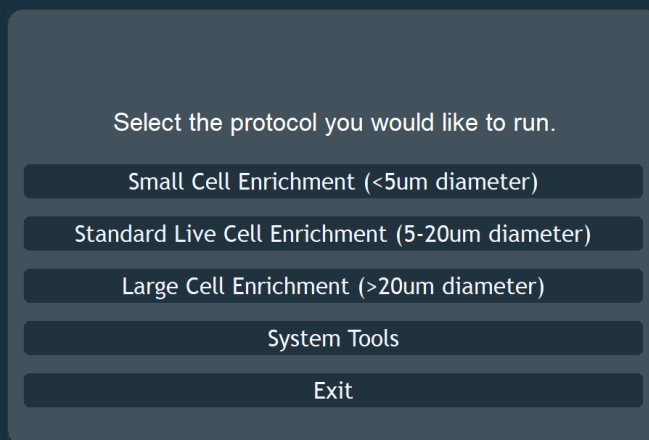 Select the protocol you would like to run.
Small Cell Enrichment (<5um diameter)
Standard Live Cell Enrichment (5-20um diameter)
Large Cell Enrichment (>20um diameter)
System Tools
Exit